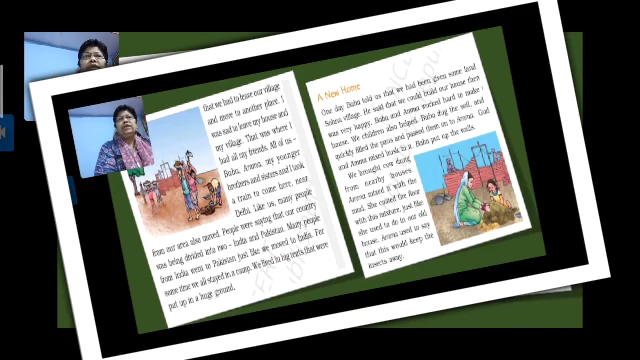 that we had to leave our village
and move to another place. I
was sad to leave my house and
my village. That was where I
had all my friends. All of us –
Babu, Amma, my younger
brothers and sisters and I took
a train to come here, near
Delhi. Like us, many people
from our area also moved. People were saying that our country
was being divided into two – India and Pakistan. Many people
from India went to Pakistan just like we moved to India. For
some time we all stayed in a camp. We lived in big tents that were
put up in a huge ground.
A New Home
One day Babu told us that we had been given some land
Sohna village. He said that we could build our house then
was very happy. Babu and Amma worked hard to make
house. We children also helped. Babu dug the soil, and
quickly filled the pans and passed them on to Amma. Gud
and Amma mixed husk in it. Babu put up the walls.
We brought cow dung
from nearby houses.
Amma mixed it with the
mud. She coated the floor
with this mixture, just like
she used to do in our old
house. Amma used to say
that this would keep the
insects away.